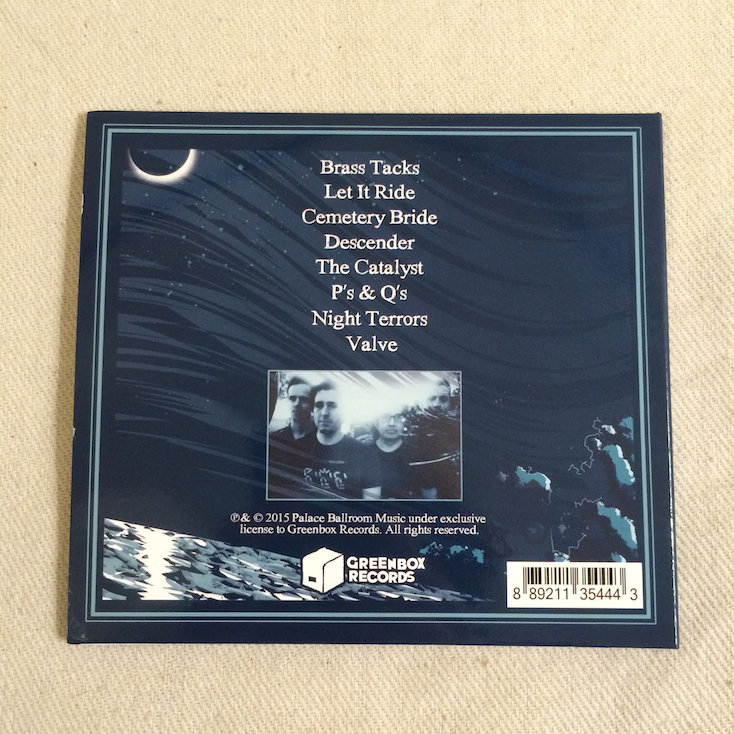 Brass Tacks
Let It Ride
Cemetery Bride
Descender
The Catalyst
P's & Q's
Night Terrors
Valve
℗ & © 2015 Palace Ballroom Music under exclusive
license to Greenbox Records. All rights reserved.
GREENBOX
RECORDS
8 89211 35444 3